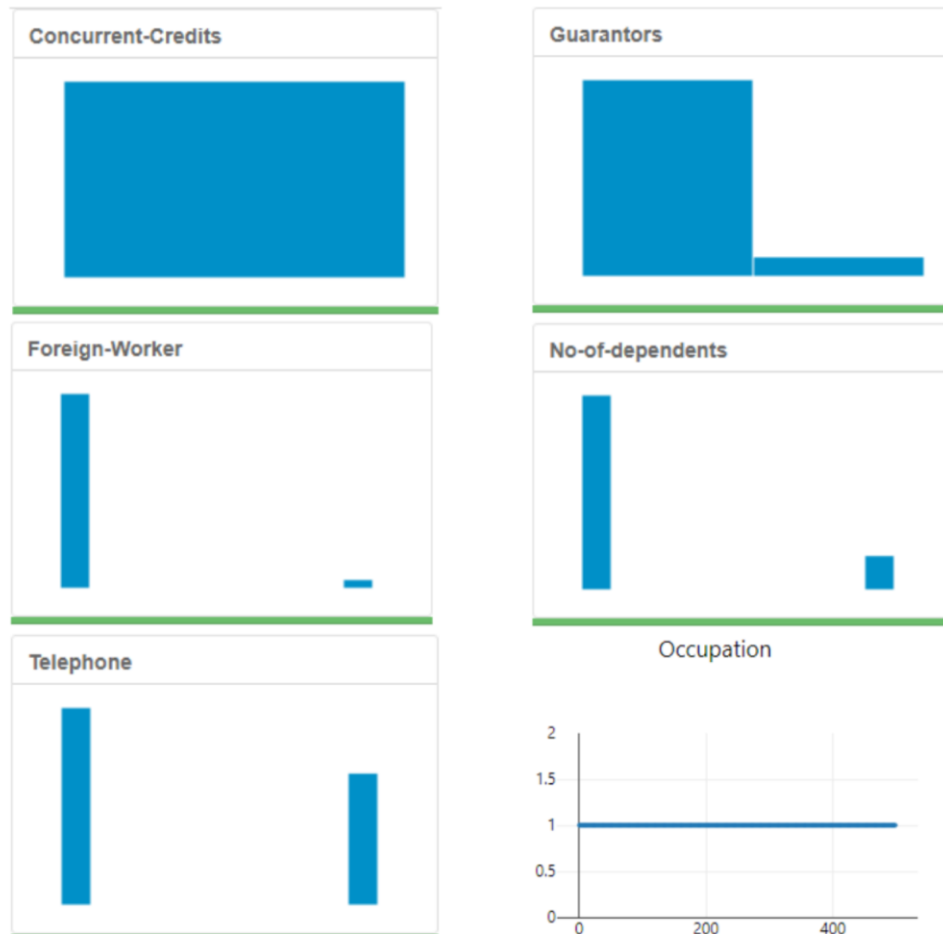 Concurrent-Credits
Guarantors
Foreign-Worker
No-of-dependents
Telephone
Occupation
2
1.5
1
0.5
0
0 200 400